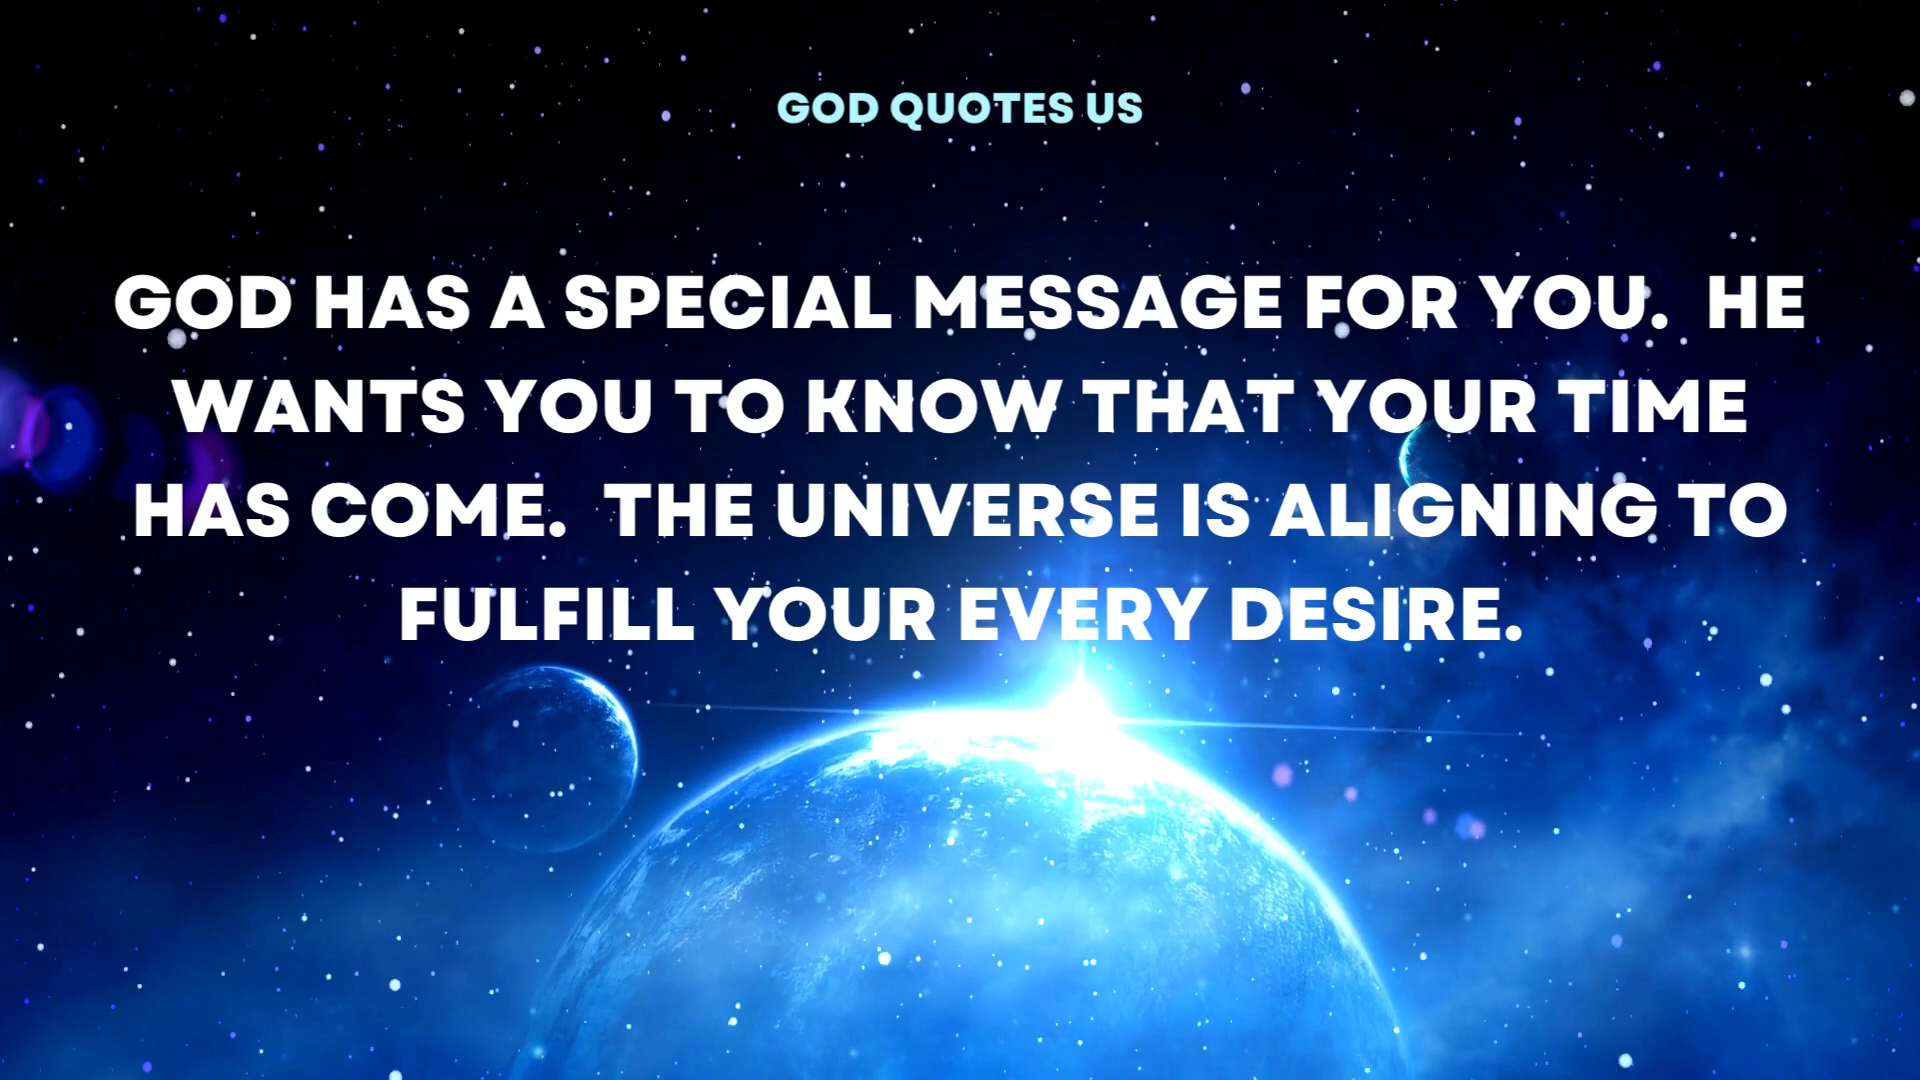 GOD QUOTES US
GOD HAS A SPECIAL MESSAGE FOR YOU.  HE
WANTS YOU TO KNOW THAT YOUR TIME
HAS COME.  THE UNIVERSE IS ALIGNING TO
FULFILL YOUR EVERY DESIRE.